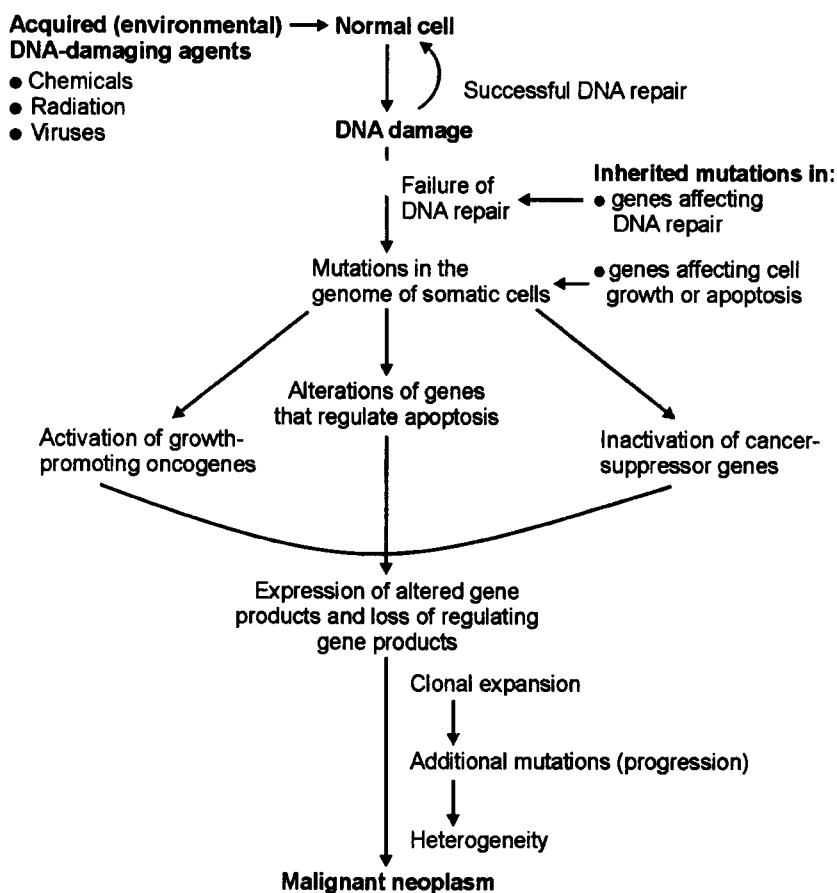 Acquired (environmental)
DNA-damaging agents
● Chemicals
● Radiation
● Viruses
Normal cell
Successful DNA repair
DNA damage
Failure of
DNA repair
Inherited mutations in:
● genes affecting
DNA repair
Mutations in the
genome of somatic cells
● genes affecting cell
growth or apoptosis
Activation of growth-
promoting oncogenes
Alterations of genes
that regulate apoptosis
Inactivation of cancer-
suppressor genes
Expression of altered gene
products and loss of regulating
gene products
Clonal expansion
Additional mutations (progression)
Heterogeneity
Malignant neoplasm